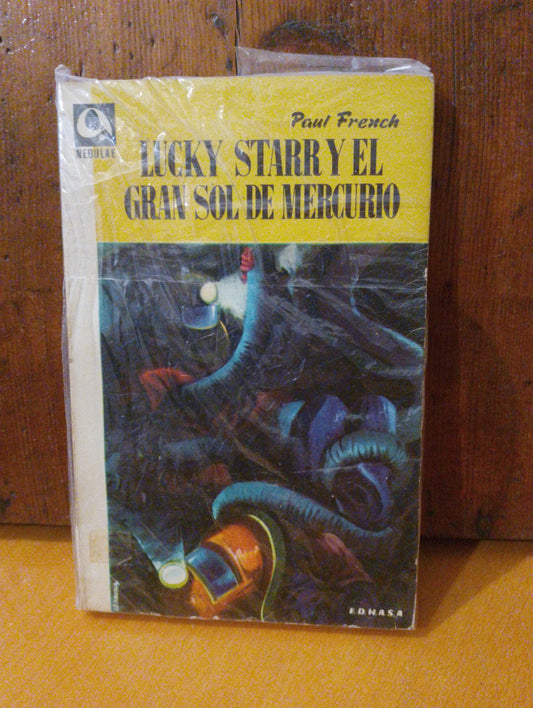 NEBULAE
Paul French
LUCKY STARR Y EL
GRAN SOL DE MERCURIO
E.D.H.A.S.A